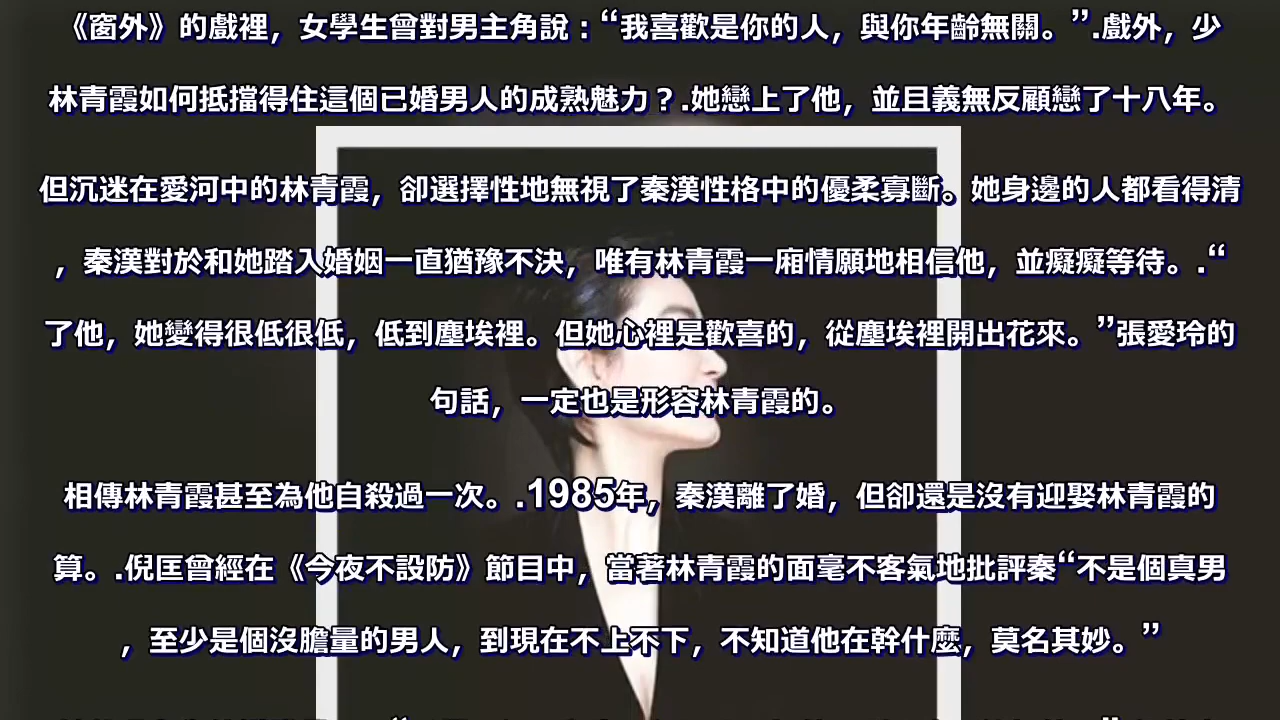 《窗外》的戲裡，女學生曾對男主角說：“我喜歡是你的人，與你年齡無關。”.戲外，少
林青霞如何抵擋得住這個已婚男人的成熟魅力？.她戀上了他，並且義無反顧戀了十八年。
但沉迷在愛河中的林青霞，卻選擇性地無視了秦漢性格中的優柔寡斷。她身邊的人都看得清
，秦漢對於和她踏入婚姻一直猶豫不決，唯有林青霞一廂情願地相信他，並癡癡等待。.“
了他，她變得很低很低，低到塵埃裡。但她心裡是歡喜的，從塵埃裡開出花來。”張愛玲的
句話，一定也是形容林青霞的。
相傳林青霞甚至為他自殺過一次。.1985年，秦漢離了婚，但卻還是沒有迎娶林青霞的
算。.倪匡曾經在《今夜不設防》節目中，當著林青霞的面毫不客氣地批評秦“不是個真男
，至少是個沒膽量的男人，到現在不上不下，不知道他在幹什麼，莫名其妙。”